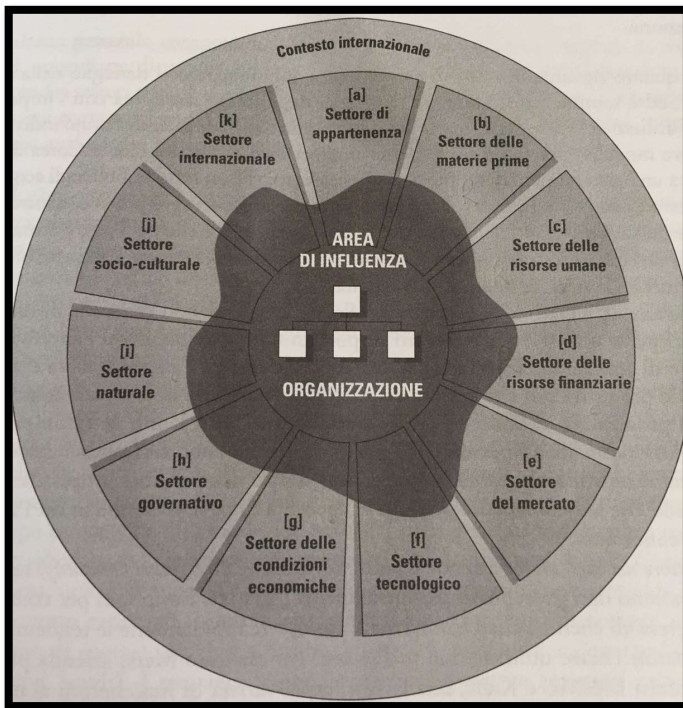 Contesto internazionale
[a]
Settore di
appartenenza
[b]
Settore delle
materie prime
[c]
Settore delle
risorse umane
[d]
Settore delle
risorse finanziarie
[e]
Settore
del mercato
[f]
Settore
tecnologico
[g]
Settore delle
condizioni
economiche
[h]
Settore
governativo
[i]
Settore
naturale
[j]
Settore
socio-culturale
[k]
Settore
internazionale
AREA
DI INFLUENZA
ORGANIZZAZIONE